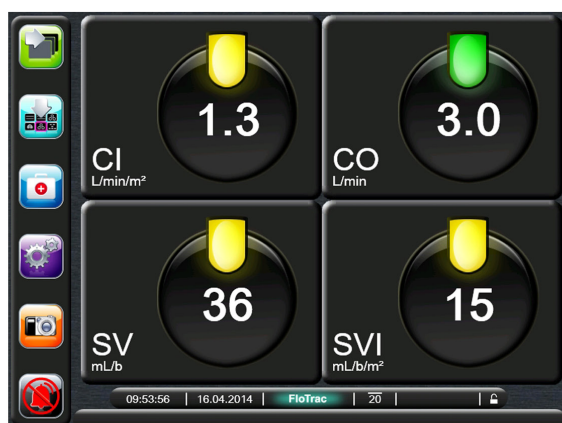 1.3
CI
L/min/m²
3.0
CO
L/min
36
SV
mL/b
15
SVI
mL/b/m²
09:53:56 | 16.04.2014 | FloTrac | 20 | |